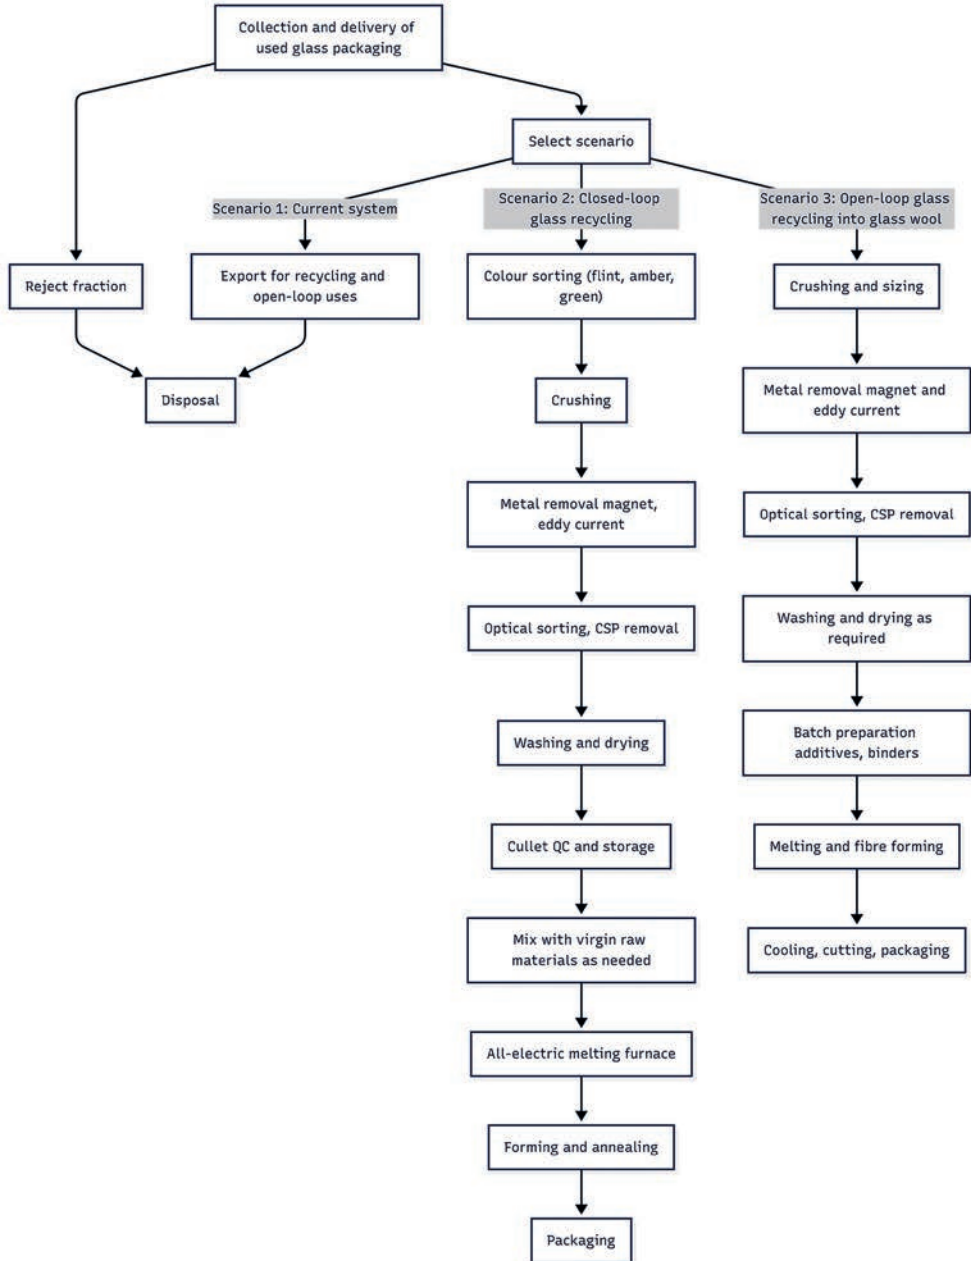 Collection and delivery of
used glass packaging
Select scenario
Scenario 1: Current system
Scenario 2: Closed-loop
glass recycling
Scenario 3: Open-loop glass
recycling into glass wool
Reject fraction
Export for recycling and
open-loop uses
Disposal
Colour sorting (flint, amber,
green)
Crushing
Metal removal magnet,
eddy current
Optical sorting, CSP removal
Washing and drying
Cullet QC and storage
Mix with virgin raw
materials as needed
All-electric melting furnace
Forming and annealing
Packaging
Crushing and sizing
Metal removal magnet and
eddy current
Optical sorting, CSP removal
Washing and drying as
required
Batch preparation
additives, binders
Melting and fibre forming
Cooling, cutting, packaging